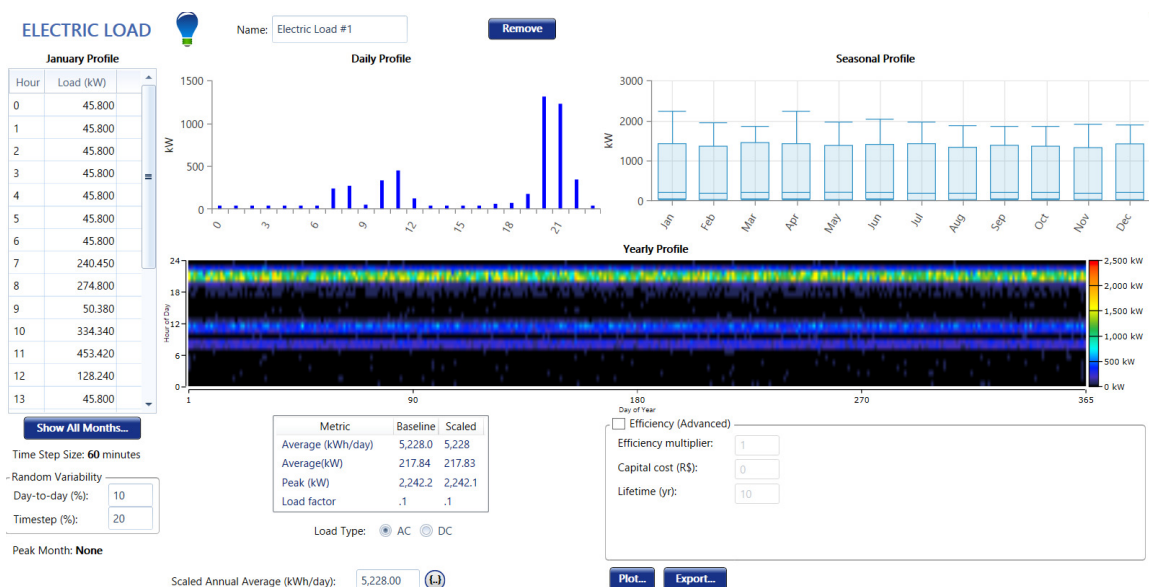 ELECTRIC LOAD
Name: Electric Load #1
Remove
January Profile
Hour Load (kW)
0 45.800
1 45.800
2 45.800
3 45.800
4 45.800
5 45.800
6 45.800
7 240.450
8 274.800
9 50.380
10 334.340
11 453.420
12 128.240
13 45.800
Show All Months...
Time Step Size: 60 minutes
Random Variability
Day-to-day (%): 10
Timestep (%): 20
Peak Month: None
Daily Profile
kW
1500
1000
500
0
0 3 6 9 12 15 18 21
Seasonal Profile
kW
3000
2000
1000
0
Jan Feb Mar Apr May Jun Jul Aug Sep Oct Nov Dec
Yearly Profile
Hour of Day
24
18
12
6
0
1 90 180 270 365
Day of Year
2,500 kW
2,000 kW
1,500 kW
1,000 kW
500 kW
0 kW
Metric Baseline Scaled
Average (kWh/day) 5,228.0 5,228
Average(kW) 217.84 217.83
Peak (kW) 2,242.2 2,242.1
Load factor .1 .1
Load Type: AC DC
Scaled Annual Average (kWh/day): 5,228.00 {..}
Efficiency (Advanced)
Efficiency multiplier: 1
Capital cost (R$): 0
Lifetime (yr): 10
Plot... Export...